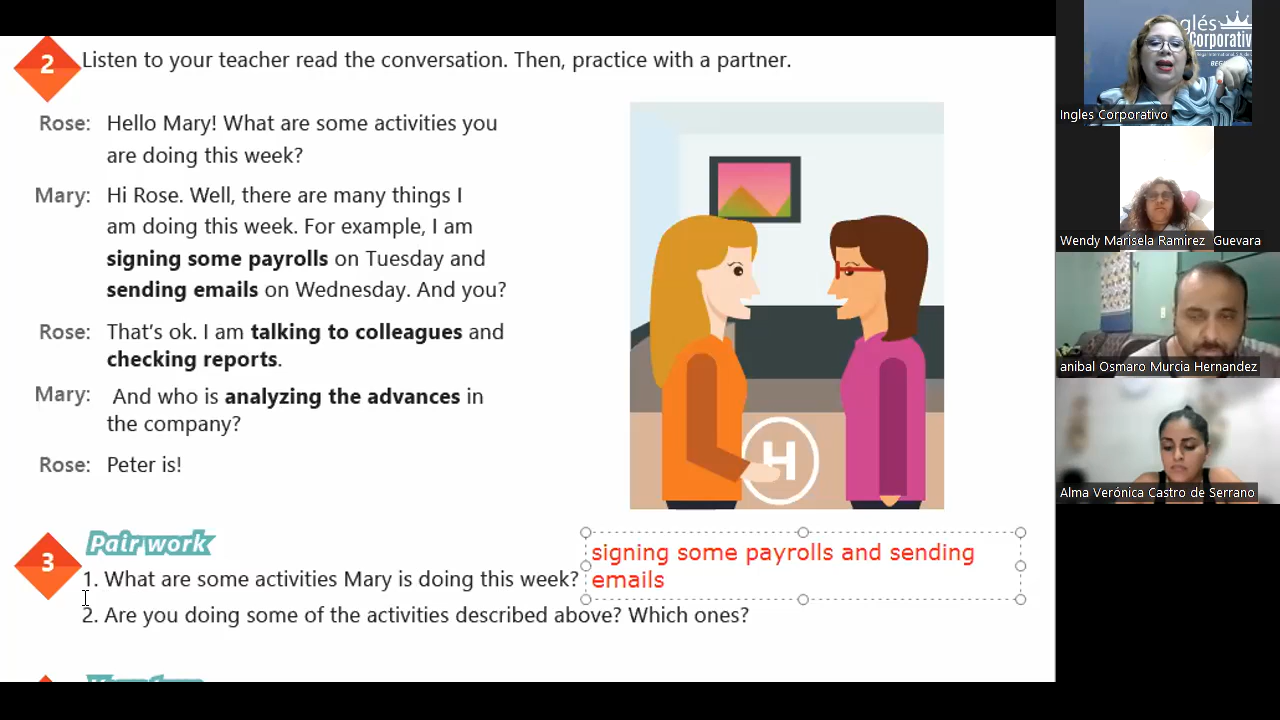 2
Listen to your teacher read the conversation. Then, practice with a partner.
Rose: Hello Mary! What are some activities you
are doing this week?
Mary: Hi Rose. Well, there are many things I
am doing this week. For example, I am
signing some payrolls on Tuesday and
sending emails on Wednesday. And you?
Rose: That's ok. I am talking to colleagues and
checking reports.
Mary: And who is analyzing the advances in
the company?
Rose: Peter is!
H
3
Pair work
1. What are some activities Mary is doing this week?
signing some payrolls and sending
emails
2. Are you doing some of the activities described above? Which ones?
glés
Corporativ
Ingles Corporativo
Wendy Marisela Ramirez Guevara
anibal Osmaro Murcia Hernandez
Alma Verónica Castro de Serrano